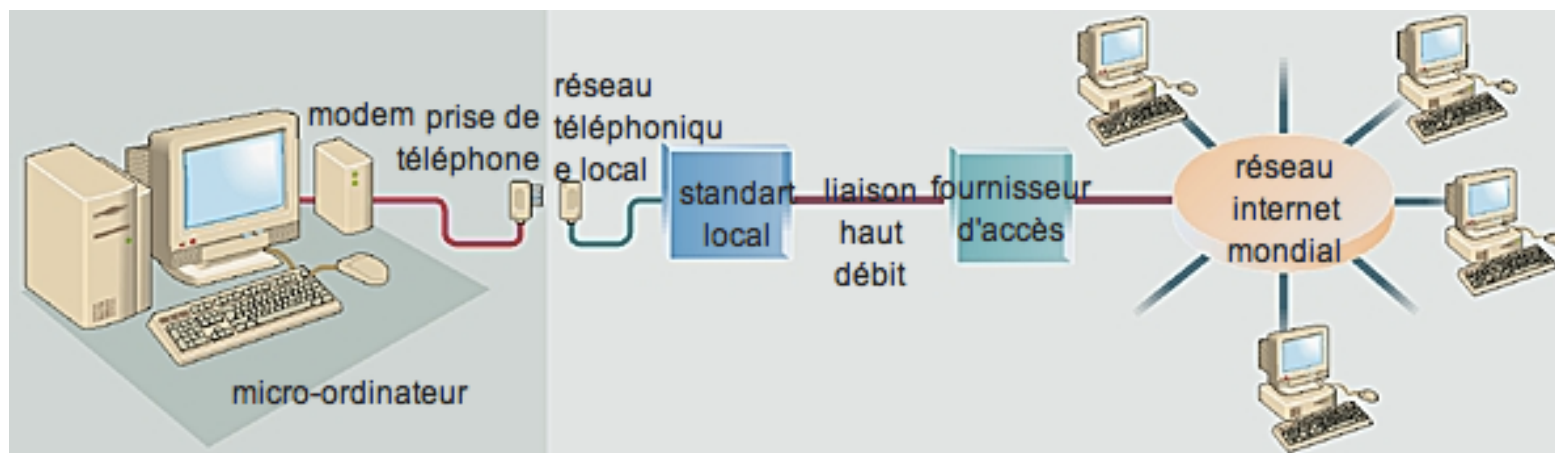 modem
prise de
téléphone
réseau
téléphoniqu
e local
standart
local
liaison
haut
débit
fournisseur
d'accès
réseau
internet
mondial
micro-ordinateur